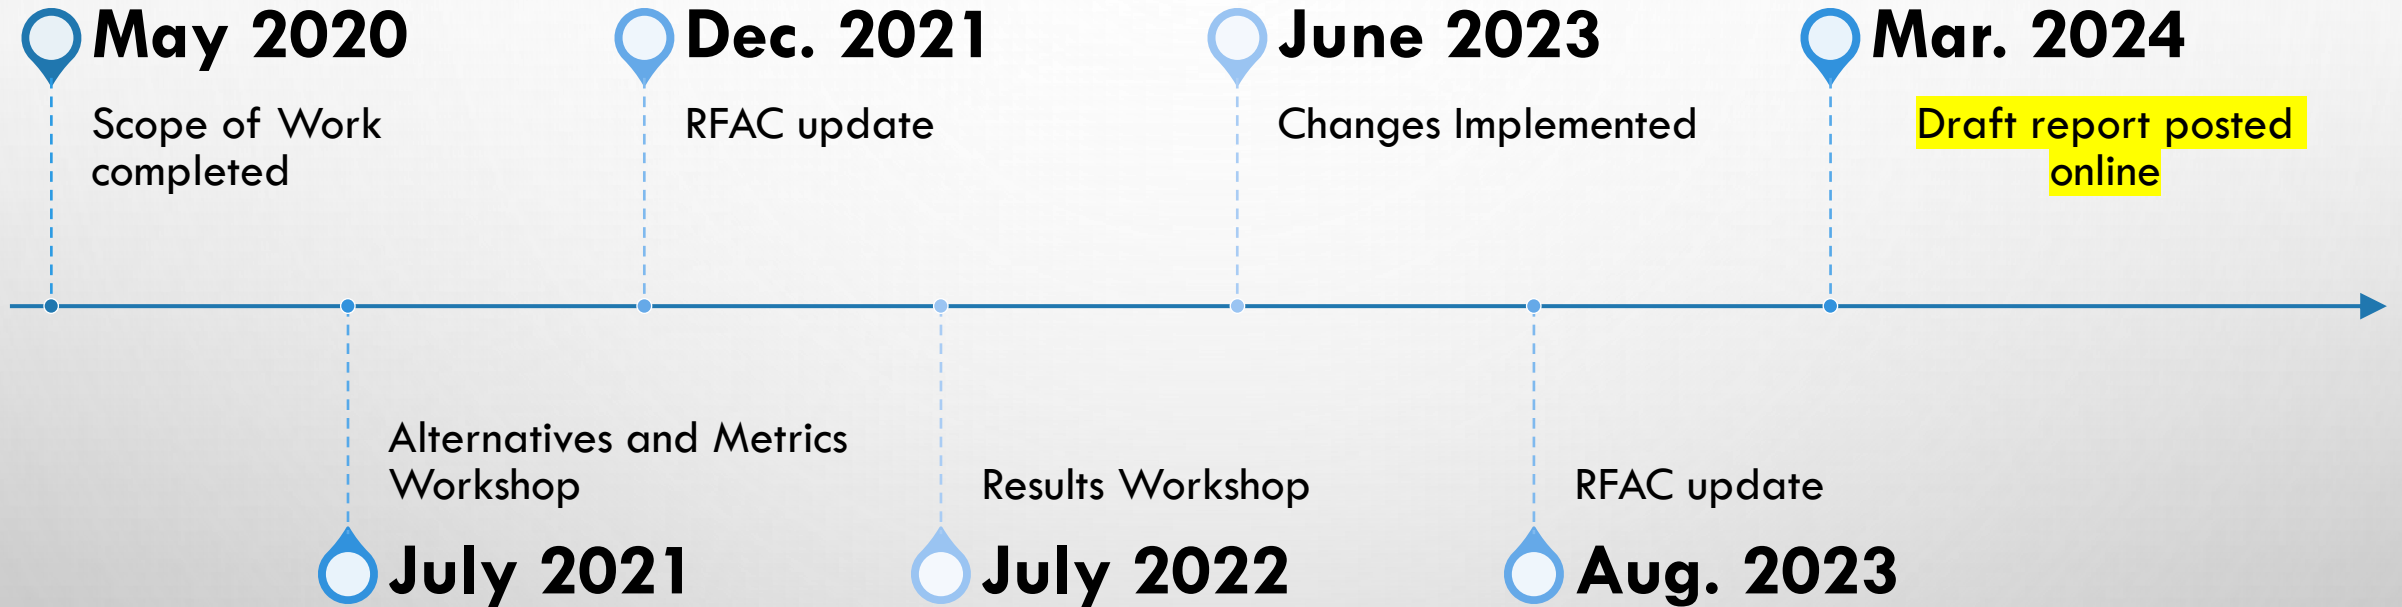 May 2020
Scope of Work
completed
Alternatives and Metrics
Workshop
July 2021
Dec. 2021
RFAC update
Results Workshop
July 2022
June 2023
Changes Implemented
RFAC update
Aug. 2023
Mar. 2024
Draft report posted
online